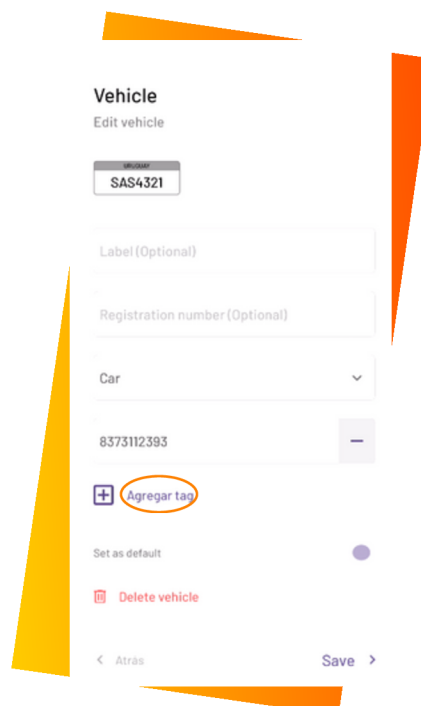 Vehicle
Edit vehicle
URUGUAY
SAS4321
Label (Optional)
Registration number (Optional)
Car
8373112393
Agregar tag
Set as default
Delete vehicle
Atrás
Save